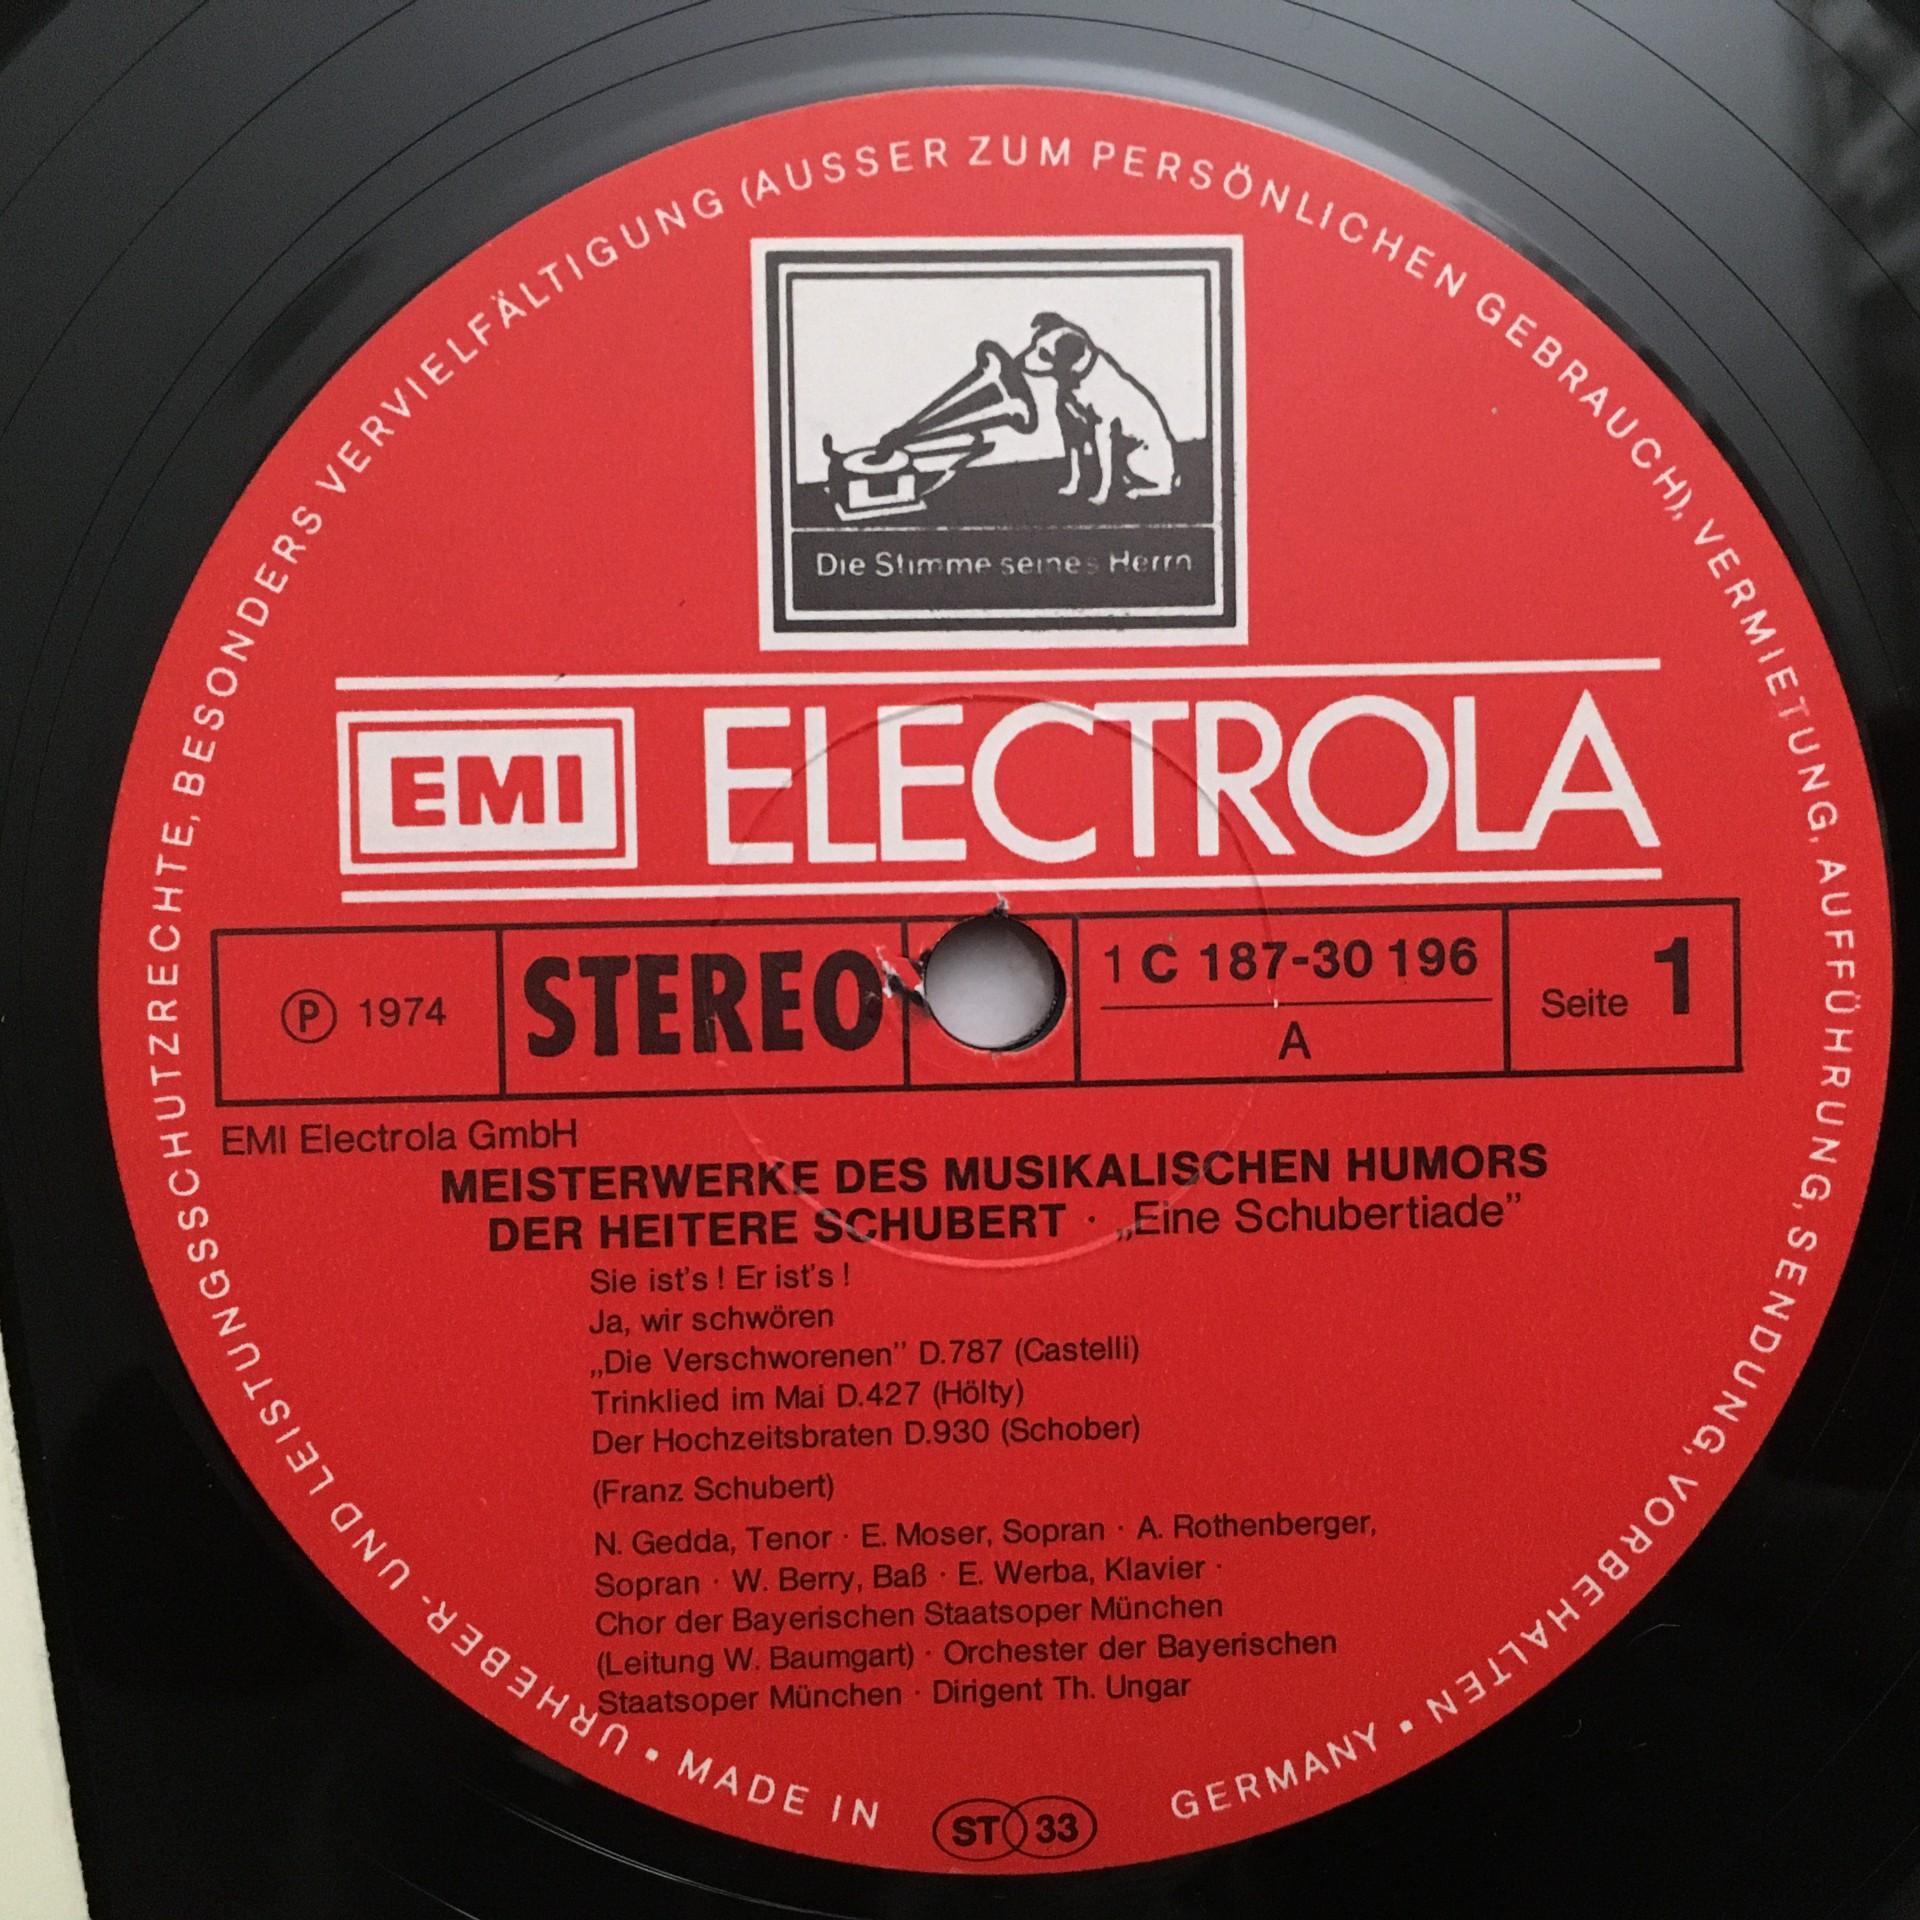 URHEBER- UND LEISTUNGSSCHUTZRECHTE, BESONDERS VERVIELFÄLTIGUNG (AUSSER ZUM PERSÖNLICHEN GEBRAUCH), VERMIETUNG, AUFFÜHRUNG, SENDUNG, VORBEHALTEN •
Die Stimme seines Herrn
EMI ELECTROLA
Ⓟ 1974
STEREO
1 C 187-30 196
A
Seite 1
EMI Electrola GmbH
MEISTERWERKE DES MUSIKALISCHEN HUMORS
DER HEITERE SCHUBERT · „Eine Schubertiade”
Sie ist's ! Er ist's !
Ja, wir schwören
„Die Verschworenen” D.787 (Castelli)
Trinklied im Mai D.427 (Hölty)
Der Hochzeitsbraten D.930 (Schober)
(Franz Schubert)
N. Gedda, Tenor · E. Moser, Sopran · A. Rothenberger,
Sopran · W. Berry, Baß · E. Werba, Klavier ·
Chor der Bayerischen Staatsoper München
(Leitung W. Baumgart) · Orchester der Bayerischen
Staatsoper München · Dirigent Th. Ungar
• MADE IN GERMANY
ST 33